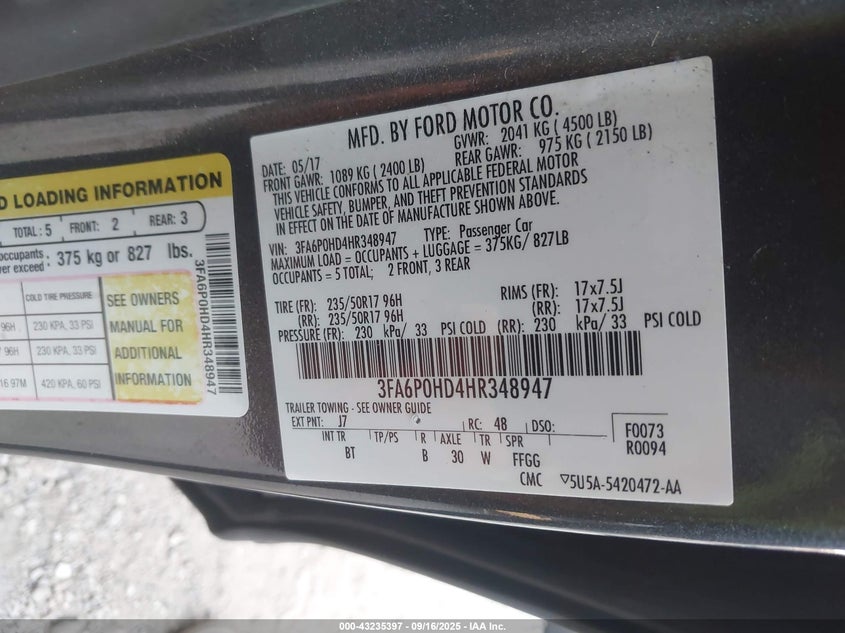 D LOADING INFORMATION
TOTAL: 5 FRONT: 2 REAR: 3
occupants
ver exceed : 375 kg or 827 lbs.
COLD TIRE PRESSURE
96H . 230 KPA, 33 PSI
96H 230 KPA, 33 PSI
16 97M 420 KPA, 60 PSI
SEE OWNERS
MANUAL FOR
ADDITIONAL
INFORMATION
3FA6P0HD4HR348947
MFD. BY FORD MOTOR CO.
DATE: 05/17 GVWR: 2041 KG ( 4500 LB)
FRONT GAWR: 1089 KG ( 2400 LB) REAR GAWR: 975 KG ( 2150 LB)
THIS VEHICLE CONFORMS TO ALL APPLICABLE FEDERAL MOTOR
VEHICLE SAFETY, BUMPER, AND THEFT PREVENTION STANDARDS
IN EFFECT ON THE DATE OF MANUFACTURE SHOWN ABOVE.
VIN: 3FA6P0HD4HR348947 TYPE: Passenger Car
MAXIMUM LOAD = OCCUPANTS + LUGGAGE = 375KG/ 827LB
OCCUPANTS = 5 TOTAL; 2 FRONT, 3 REAR
TIRE (FR): 235/50R17 96H RIMS (FR): 17x7.5J
(RR): 235/50R17 96H (RR): 17x7.5J
PRESSURE (FR): 230 kPa/ 33 PSI COLD (RR): 230 kPa/ 33 PSI COLD
3FA6P0HD4HR348947
TRAILER TOWING - SEE OWNER GUIDE
EXT PNT: J7 RC: 48 DSO:
INT TR TP/PS R AXLE TR SPR
BT B 30 W FFGG
CMC
F0073
R0094
5U5A-5420472-AA
000-43235397 - 09/16/2025 - IAA Inc.